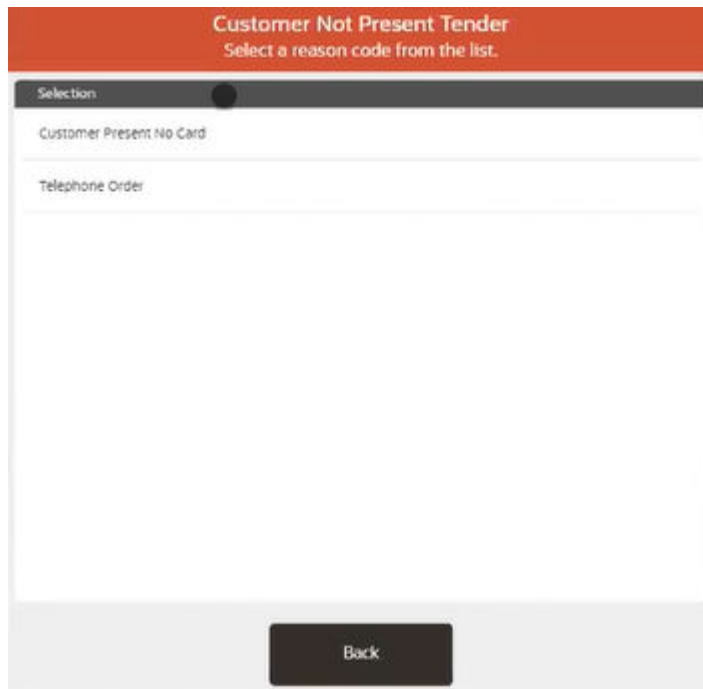 Customer Not Present Tender
Select a reason code from the list.
Selection
Customer Present No Card
Telephone Order
Back